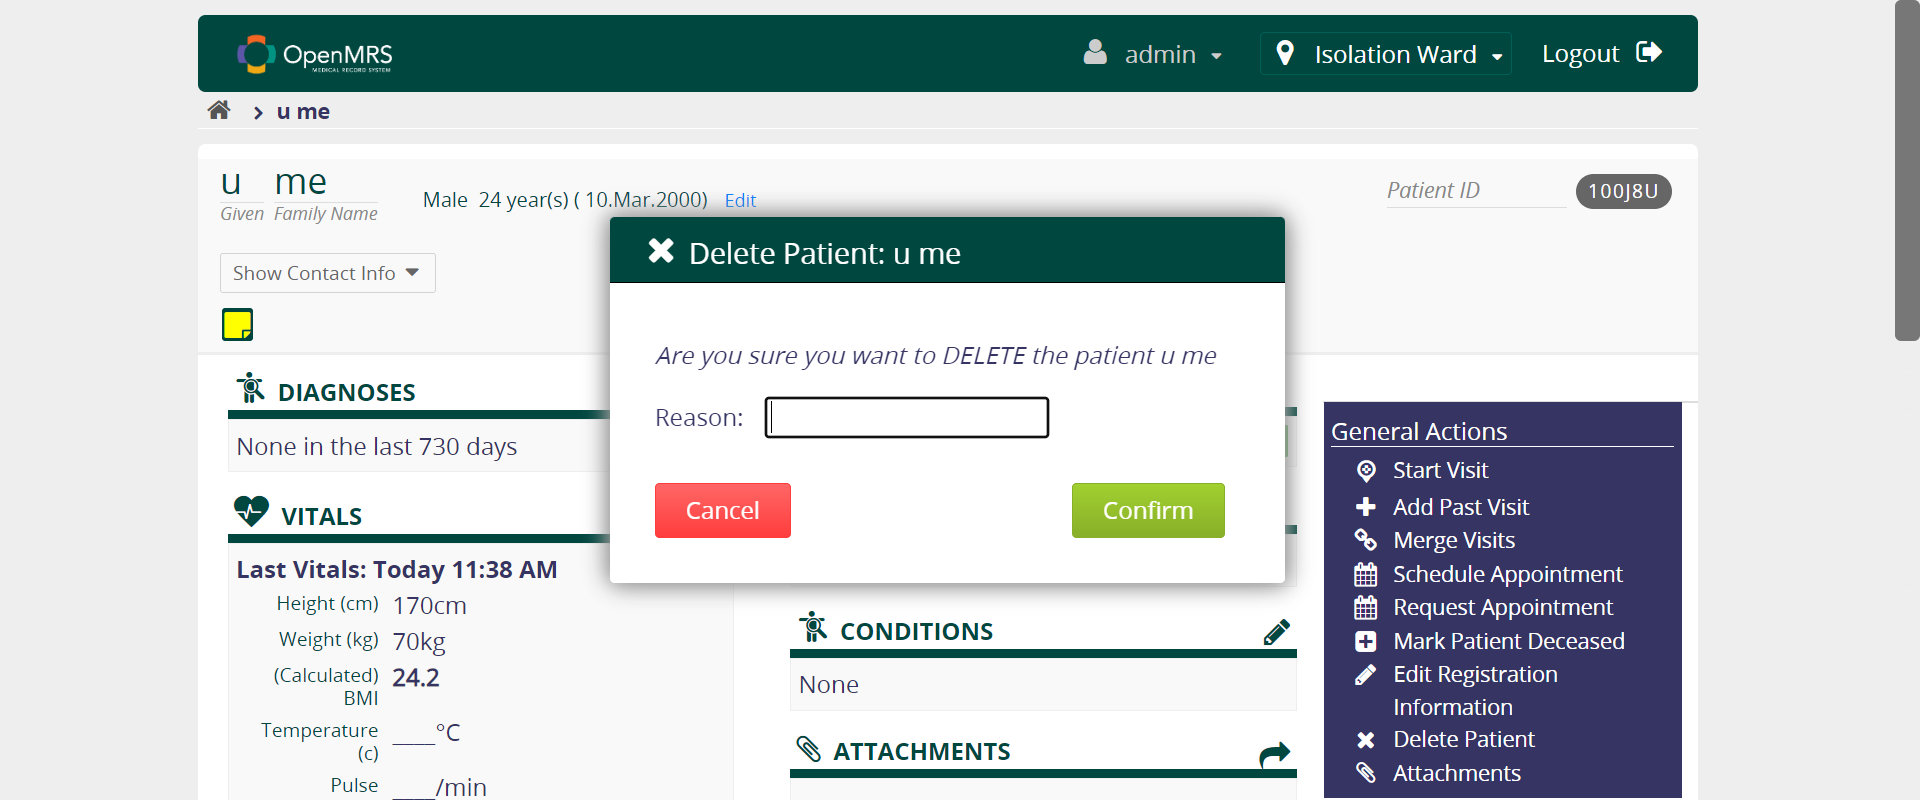 OpenMRS
MEDICAL RECORD SYSTEM
admin
Isolation Ward
Logout
u me
u me
Given Family Name
Male 24 year(s) ( 10.Mar.2000) Edit
Patient ID 100J8U
Show Contact Info
Delete Patient: u me
Are you sure you want to DELETE the patient u me
Reason:
Cancel
Confirm
DIAGNOSES
None in the last 730 days
VITALS
Last Vitals: Today 11:38 AM
Height (cm) 170cm
Weight (kg) 70kg
(Calculated) 24.2
BMI
Temperature ____°C
(c)
Pulse ____/min
CONDITIONS
None
ATTACHMENTS
General Actions
Start Visit
Add Past Visit
Merge Visits
Schedule Appointment
Request Appointment
Mark Patient Deceased
Edit Registration
Information
Delete Patient
Attachments